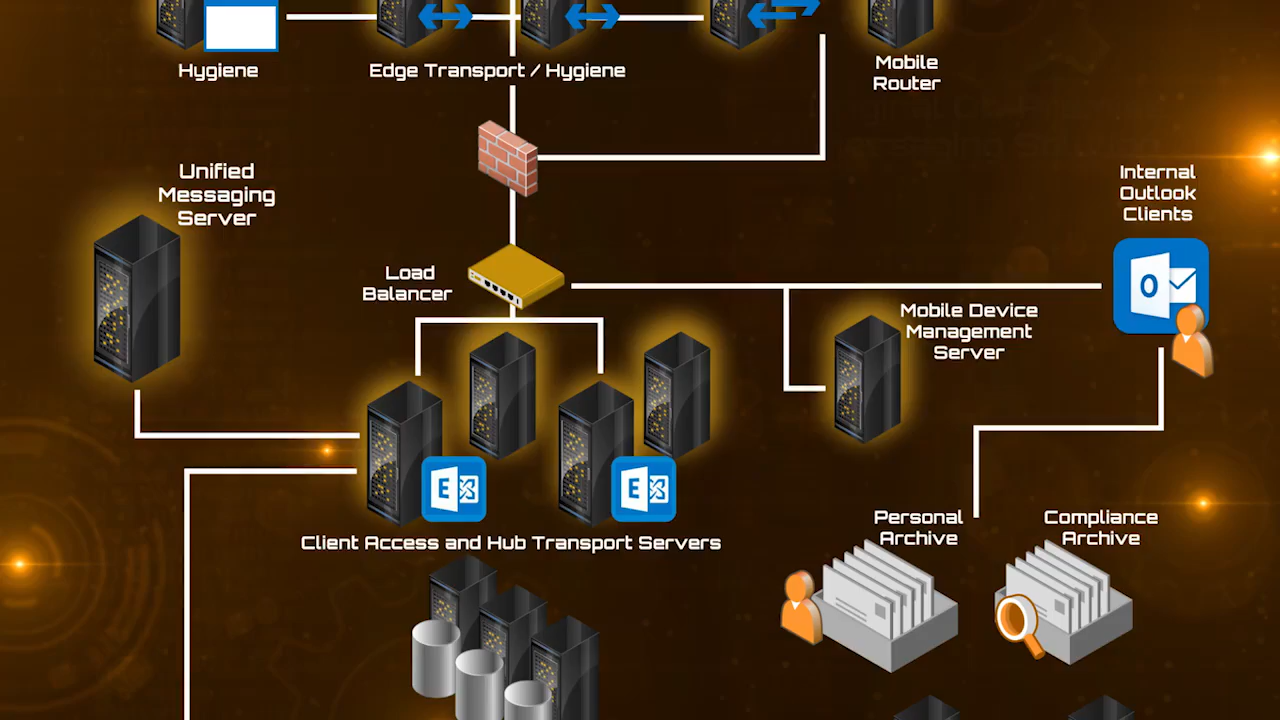 Hygiene
Edge Transport / Hygiene
Mobile
Router
Unified
Messaging
Server
Internal
Outlook
Clients
Load
Balancer
Mobile Device
Management
Server
O
E
E
Client Access and Hub Transport Servers
Personal
Archive
Compliance
Archive